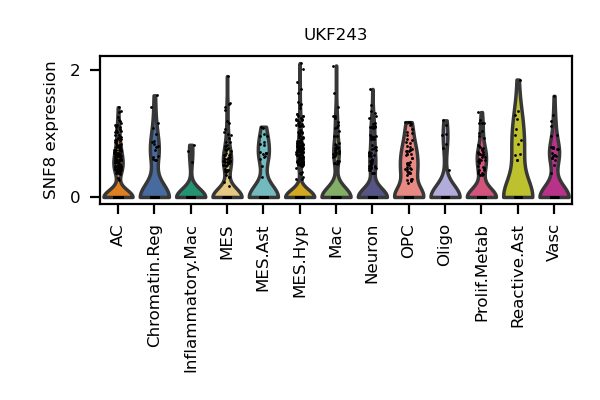 UKF243
SNF8 expression
2
0
AC
Chromatin.Reg
Inflammatory.Mac
MES
MES.Ast
MES.Hyp
Mac
Neuron
OPC
Oligo
Prolif.Metab
Reactive.Ast
Vasc